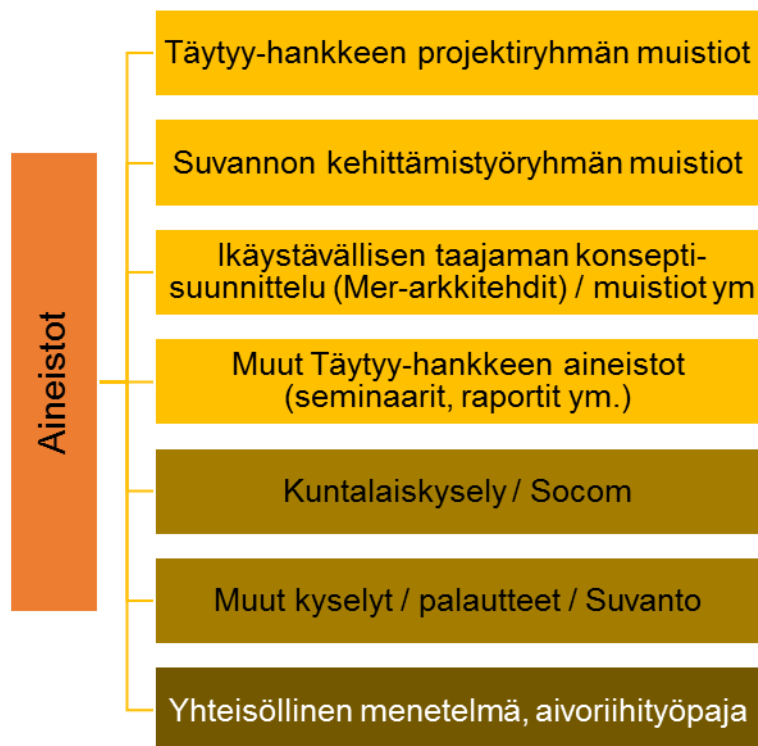 Aineistot
Täytyy-hankkeen projektiryhmän muistiot
Suvannon kehittämistyöryhmän muistiot
Ikäystävällisen taajaman konsepti-
suunnittelu (Mer-arkkitehdit) / muistiot ym
Muut Täytyy-hankkeen aineistot
(seminaarit, raportit ym.)
Kuntalaiskysely / Socom
Muut kyselyt / palautteet / Suvanto
Yhteisöllinen menetelmä, aivoriihityöpaja